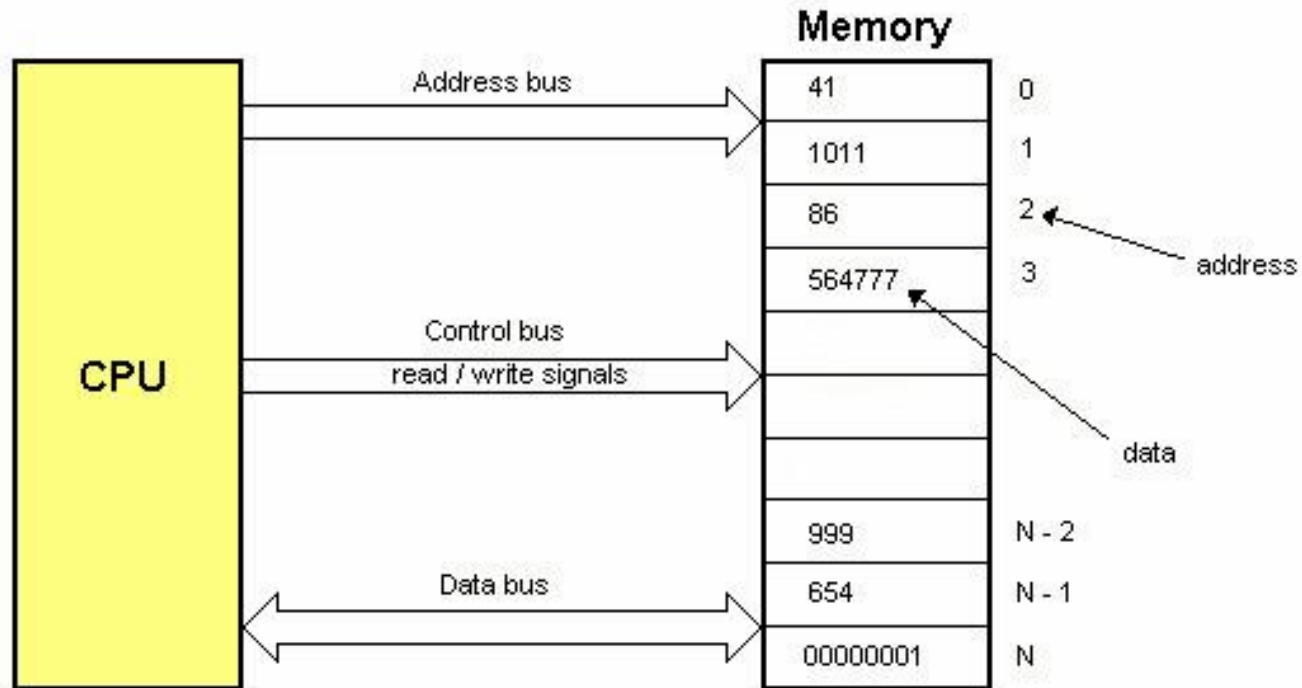 Memory
Address bus
41
0
1011
1
86
2
address
564777
3
Control bus
read / write signals
CPU
data
999
N - 2
Data bus
654
N - 1
00000001
N